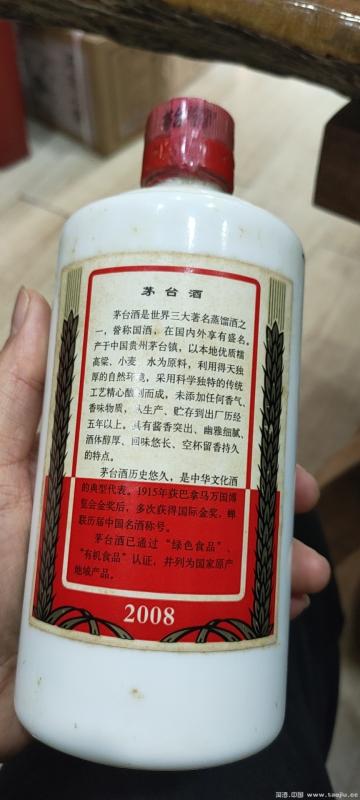 茅台酒
茅台酒是世界三大著名蒸馏酒之
一，誉称国酒，在国内外享有盛名。
产于中国贵州茅台镇，以本地优质糯
高粱、小麦、水为原料，利用得天独
厚的自然环境，采用科学独特的传统
工艺精心酿制而成，未添加任何香气、
香味物质，从生产、贮存到出厂历经
五年以上。具有酱香突出、幽雅细腻、
酒体醇厚、回味悠长、空杯留香持久
的特点。
茅台酒历史悠久，是中华文化酒
的典型代表。1915年获巴拿马万国博
览会金奖后，多次获得国际金奖，蝉
联历届中国名酒称号。
茅台酒已通过“绿色食品”、
“有机食品”认证，并列为国家原产
地域产品。
2008
www.taojiu.cc